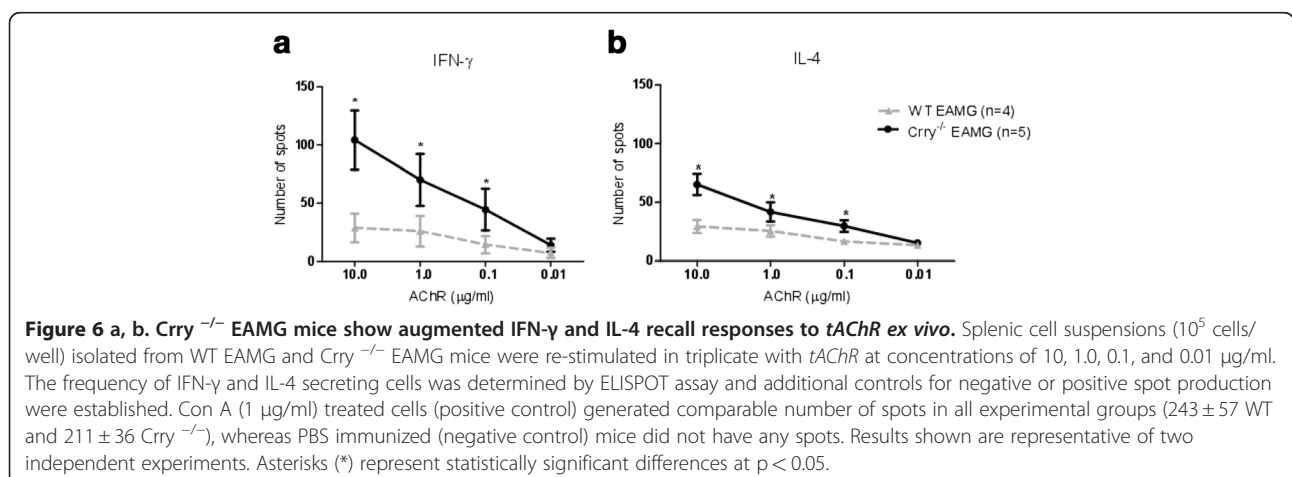 a
b
IFN-γ
IL-4
150
100
50
0
Number of spots
*
*
*
10.0 1.0 0.1 0.01
AChR (μg/ml)
150
100
50
0
Number of spots
*
*
*
10.0 1.0 0.1 0.01
AChR (μg/ml)
WT EAMG (n=4)
Crry-/- EAMG (n=5)
Figure 6 a, b. Crry −/− EAMG mice show augmented IFN-γ and IL-4 recall responses to tAChR ex vivo. Splenic cell suspensions (10⁵ cells/
well) isolated from WT EAMG and Crry −/− EAMG mice were re-stimulated in triplicate with tAChR at concentrations of 10, 1.0, 0.1, and 0.01 μg/ml.
The frequency of IFN-γ and IL-4 secreting cells was determined by ELISPOT assay and additional controls for negative or positive spot production
were established. Con A (1 μg/ml) treated cells (positive control) generated comparable number of spots in all experimental groups (243 ± 57 WT
and 211 ± 36 Crry −/−), whereas PBS immunized (negative control) mice did not have any spots. Results shown are representative of two
independent experiments. Asterisks (*) represent statistically significant differences at p < 0.05.